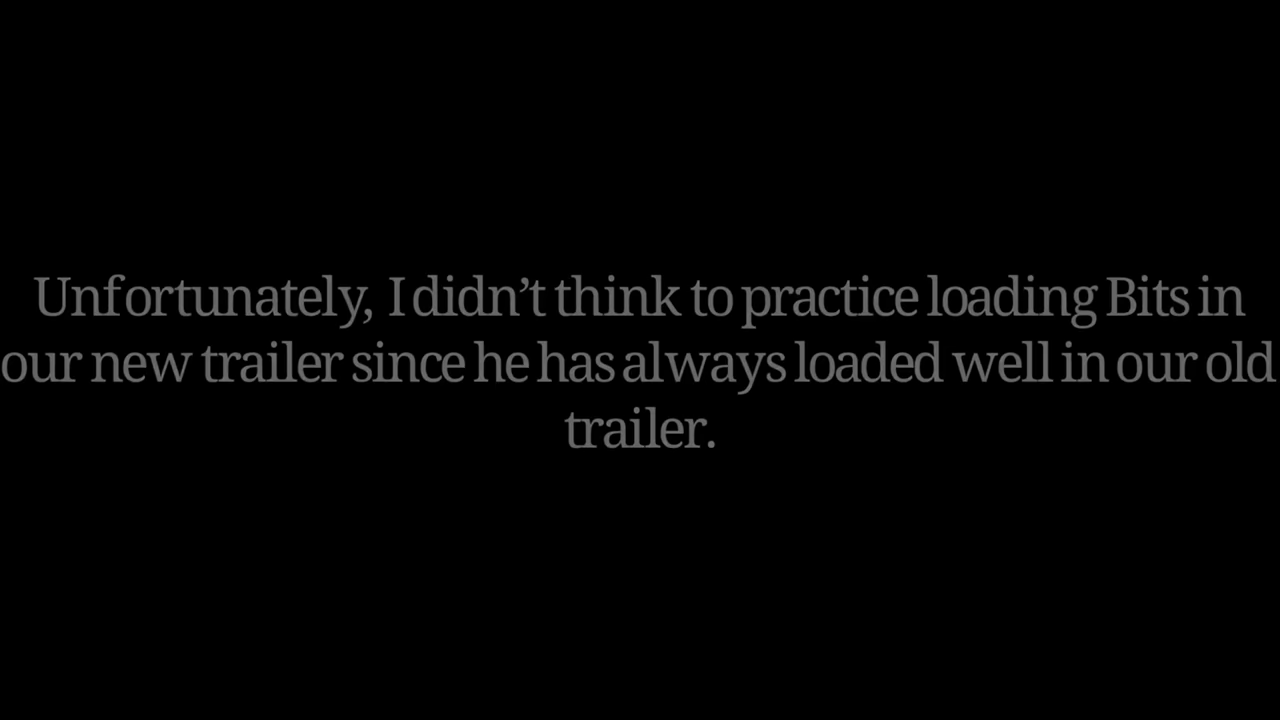 Unfortunately, I didn’t think to practice loading Bits in
our new trailer since he has always loaded well in our old
trailer.